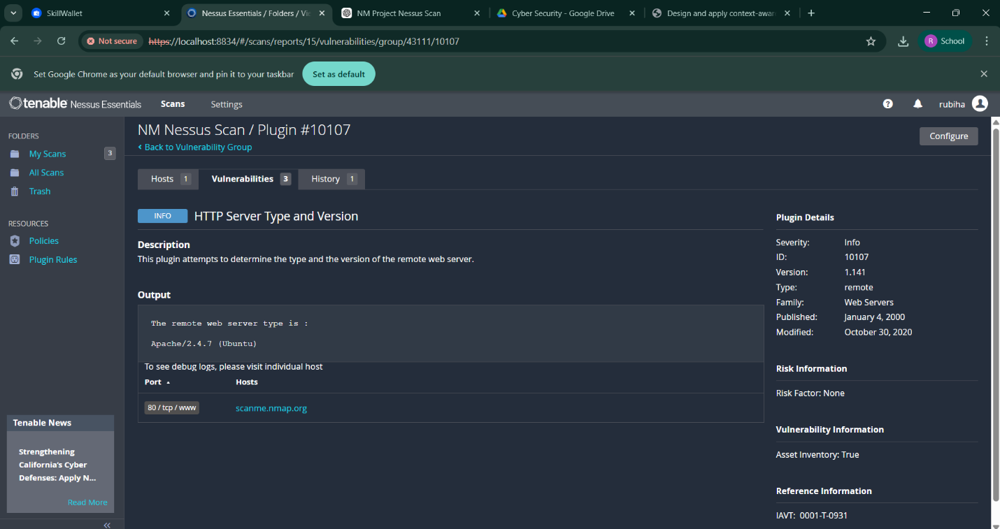 SkillWallet
Nessus Essentials / Folders / Vie
NM Project Nessus Scan
Cyber Security - Google Drive
Design and apply context-awar
Not secure
https://localhost:8834/#/scans/reports/15/vulnerabilities/group/43111/10107
R School
Set Google Chrome as your default browser and pin it to your taskbar
Set as default
tenable Nessus Essentials
Scans
Settings
rubiha
FOLDERS
My Scans 3
All Scans
Trash
RESOURCES
Policies
Plugin Rules
Tenable News
Strengthening
California's Cyber
Defenses: Apply N...
Read More
NM Nessus Scan / Plugin #10107
Back to Vulnerability Group
Configure
Hosts 1
Vulnerabilities 3
History 1
INFO HTTP Server Type and Version
Description
This plugin attempts to determine the type and the version of the remote web server.
Output
The remote web server type is :
Apache/2.4.7 (Ubuntu)
To see debug logs, please visit individual host
Port Hosts
80 / tcp / www scanme.nmap.org
Plugin Details
Severity: Info
ID: 10107
Version: 1.141
Type: remote
Family: Web Servers
Published: January 4, 2000
Modified: October 30, 2020
Risk Information
Risk Factor: None
Vulnerability Information
Asset Inventory: True
Reference Information
IAVT: 0001-T-0931